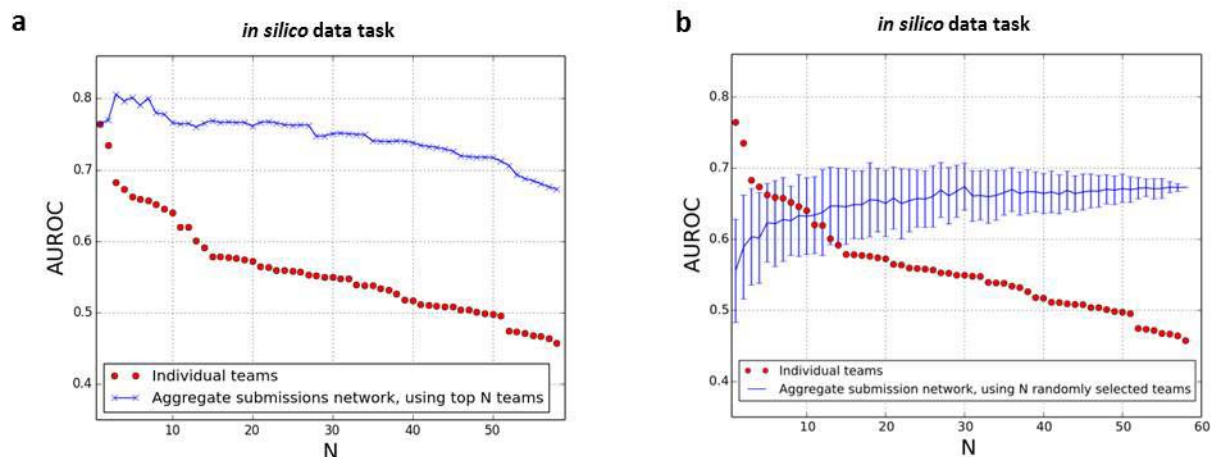 a
in silico data task
AUROC
0.8
0.7
0.6
0.5
0.4
Individual teams
Aggregate submissions network, using top N teams
10
20
30
40
50
N
b
in silico data task
AUROC
0.8
0.7
0.6
0.5
0.4
Individual teams
Aggregate submission network, using N randomly selected teams
10
20
30
40
50
60
N